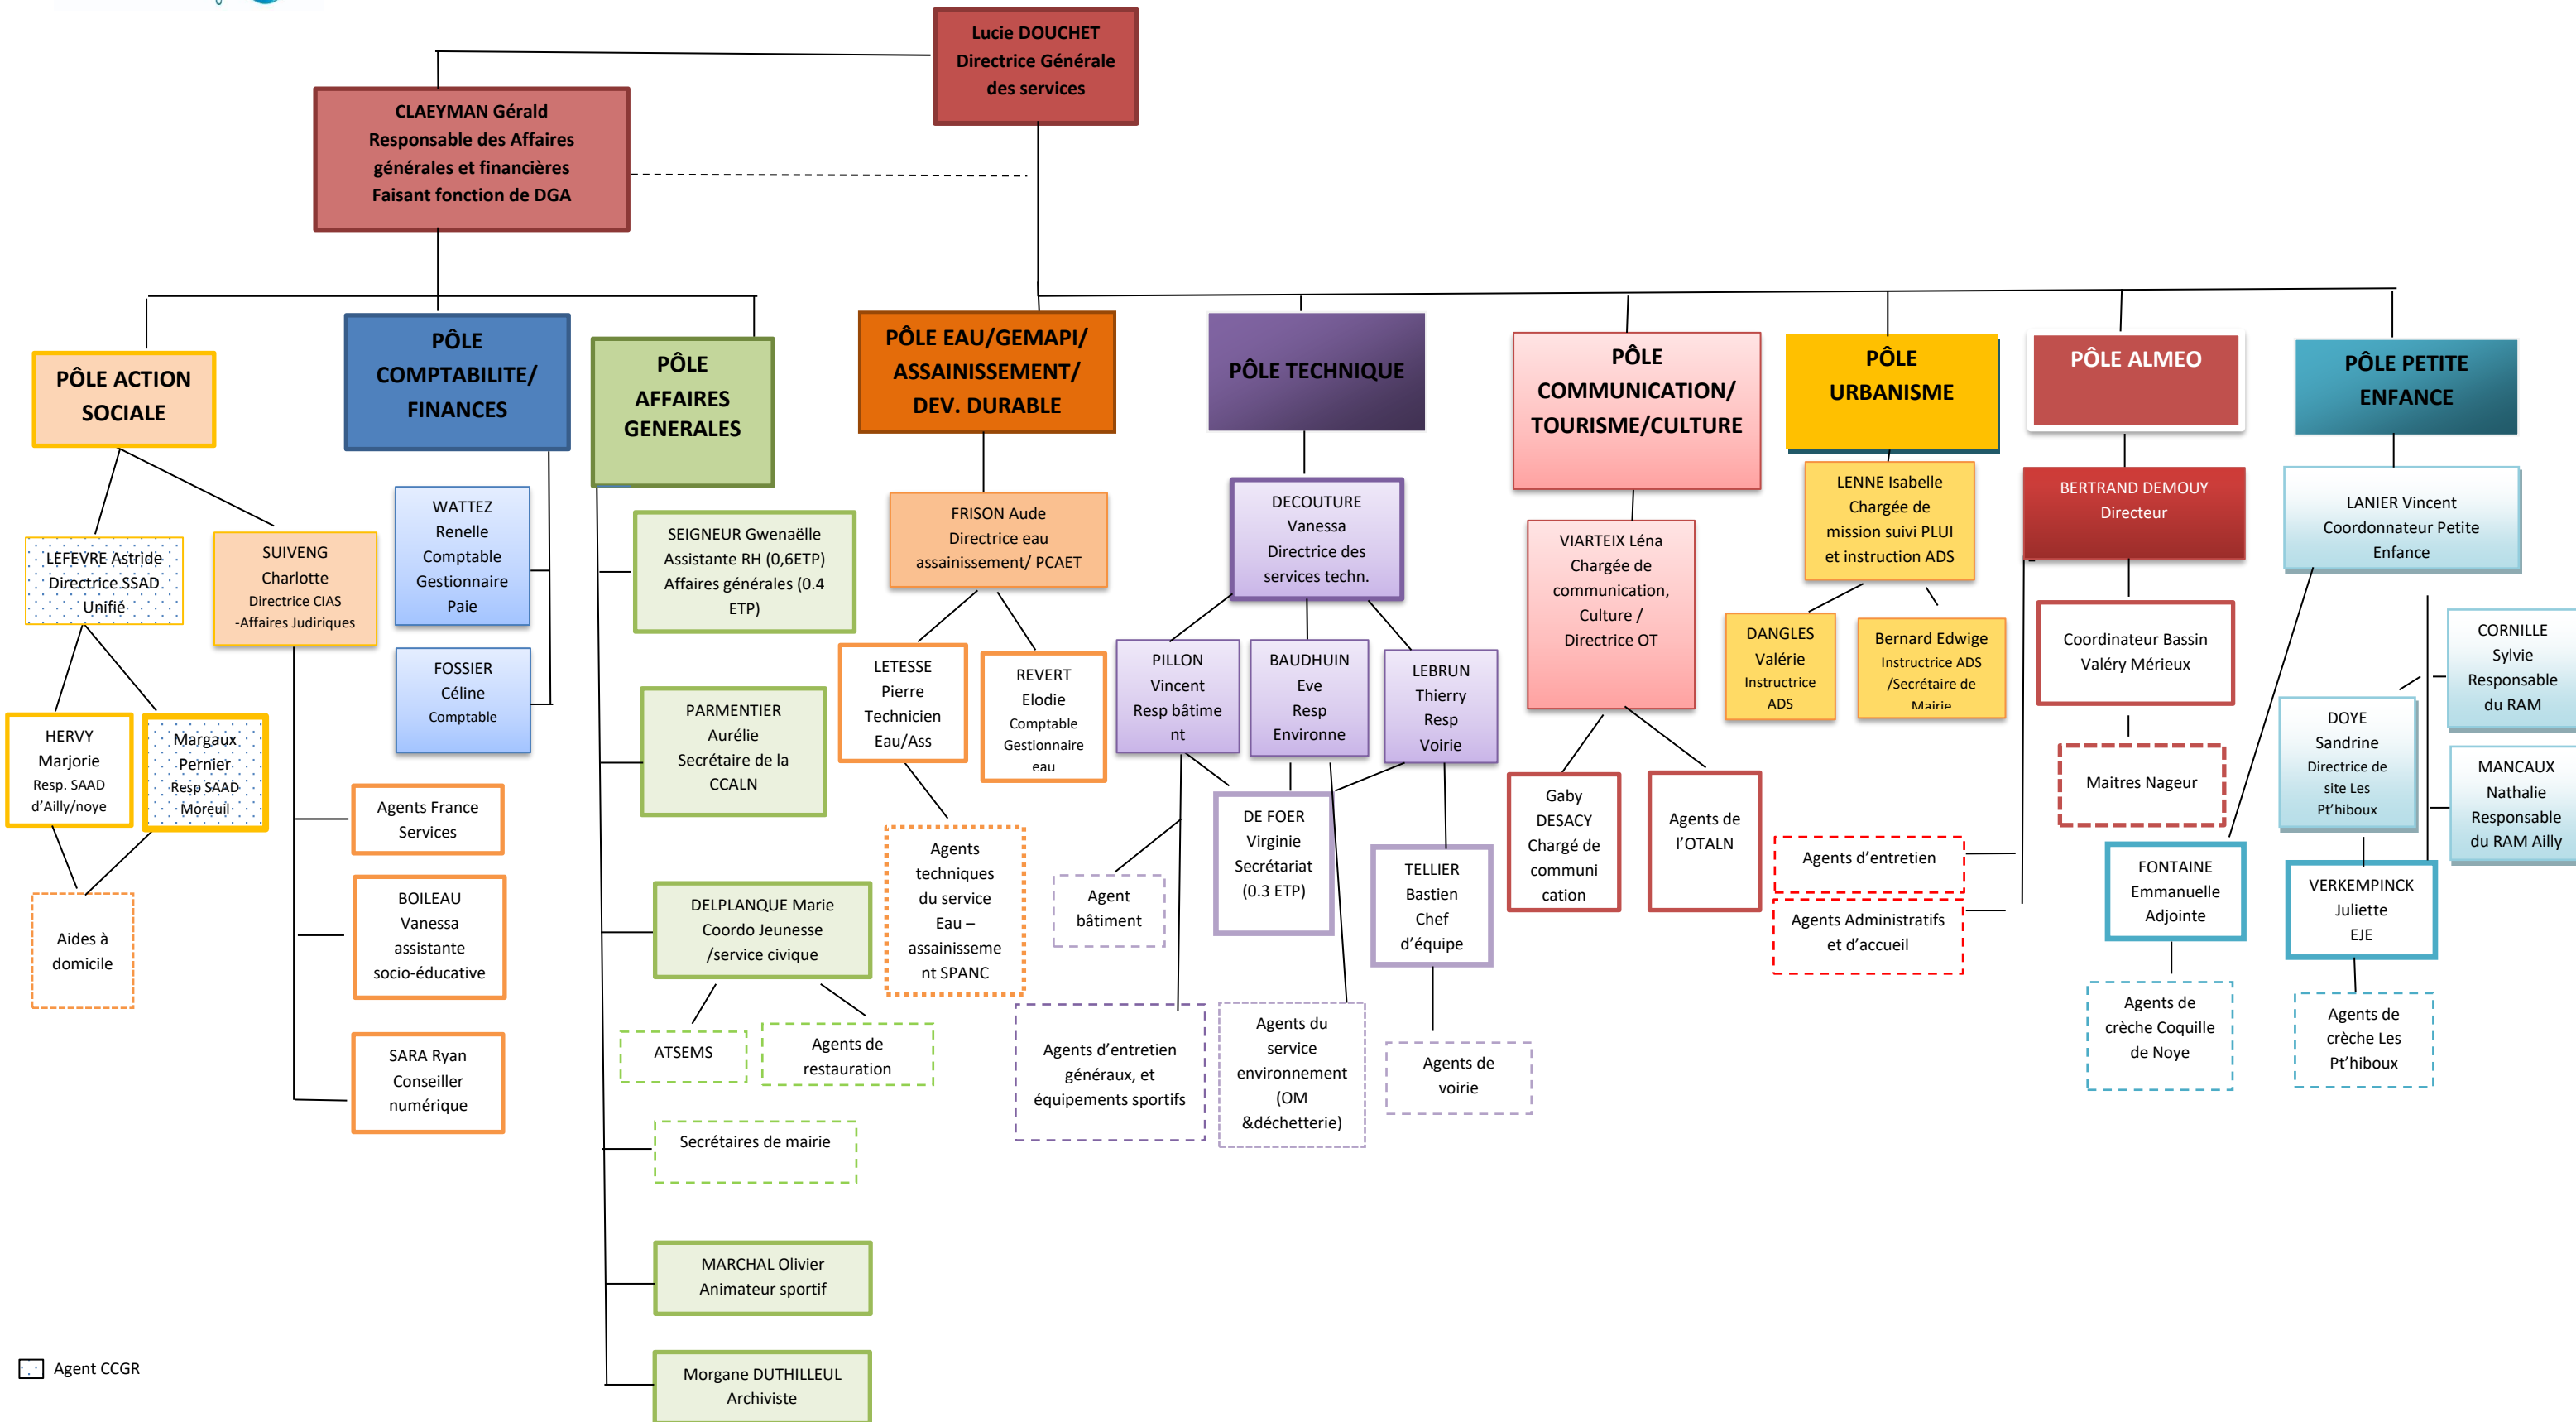 Lucie DOUCHET
Directrice Générale
des services
CLAEYMAN Gérald
Responsable des Affaires
générales et financières
Faisant fonction de DGA
PÔLE ACTION
SOCIALE
PÔLE
COMPTABILITE/
FINANCES
PÔLE
AFFAIRES
GENERALES
PÔLE EAU/GEMAPI/
ASSAINISSEMENT/
DEV. DURABLE
PÔLE TECHNIQUE
PÔLE
COMMUNICATION/
TOURISME/CULTURE
PÔLE
URBANISME
PÔLE ALMEO
PÔLE PETITE
ENFANCE
LEFEVRE Astride
Directrice SSAD
Unifié
SUIVENG
Charlotte
Directrice CIAS
-Affaires Judiriques
HERVY
Marjorie
Resp. SAAD
d’Ailly/noye
Margaux
Pernier
Resp SAAD
Moreuil
Aides à
domicile
Agents France
Services
BOILEAU
Vanessa
assistante
socio-éducative
SARA Ryan
Conseiller
numérique
WATTEZ
Renelle
Comptable
Gestionnaire
Paie
FOSSIER
Céline
Comptable
SEIGNEUR Gwenaëlle
Assistante RH (0,6ETP)
Affaires générales (0.4
ETP)
PARMENTIER
Aurélie
Secrétaire de la
CCALN
DELPLANQUE Marie
Coordo Jeunesse
/service civique
ATSEMS
Agents de
restauration
Secrétaires de mairie
MARCHAL Olivier
Animateur sportif
Morgane DUTHILLEUL
Archiviste
FRISON Aude
Directrice eau
assainissement/ PCAET
LETESSE
Pierre
Technicien
Eau/Ass
REVERT
Elodie
Comptable
Gestionnaire
eau
Agents
techniques
du service
Eau –
assainisseme
nt SPANC
DECOUTURE
Vanessa
Directrice des
services techn.
PILLON
Vincent
Resp bâtime
nt
BAUDHUIN
Eve
Resp
Environne
LEBRUN
Thierry
Resp
Voirie
DE FOER
Virginie
Secrétariat
(0.3 ETP)
Agent
bâtiment
TELLIER
Bastien
Chef
d’équipe
Agents d’entretien
généraux, et
équipements sportifs
Agents du
service
environnement
(OM
&déchetterie)
Agents de
voirie
VIARTEIX Léna
Chargée de
communication,
Culture /
Directrice OT
Gaby
DESACY
Chargé de
communi
cation
Agents de
l’OTALN
LENNE Isabelle
Chargée de
mission suivi PLUI
et instruction ADS
DANGLES
Valérie
Instructrice
ADS
Bernard Edwige
Instructrice ADS
/Secrétaire de
Mairie
BERTRAND DEMOUY
Directeur
Coordinateur Bassin
Valéry Mérieux
Maitres Nageur
Agents d’entretien
Agents Administratifs
et d’accueil
LANIER Vincent
Coordonnateur Petite
Enfance
CORNILLE
Sylvie
Responsable
du RAM
DOYE
Sandrine
Directrice de
site Les
Pt’hiboux
MANCAUX
Nathalie
Responsable
du RAM Ailly
FONTAINE
Emmanuelle
Adjointe
VERKEMPINCK
Juliette
EJE
Agents de
crèche Coquille
de Noye
Agents de
crèche Les
Pt’hiboux
Agent CCGR